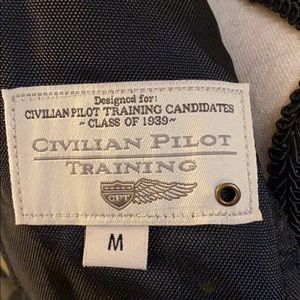 Designed for:
CIVILIAN PILOT TRAINING CANDIDATES
~ CLASS OF 1939 ~
CIVILIAN PILOT
TRAINING
CPT
M